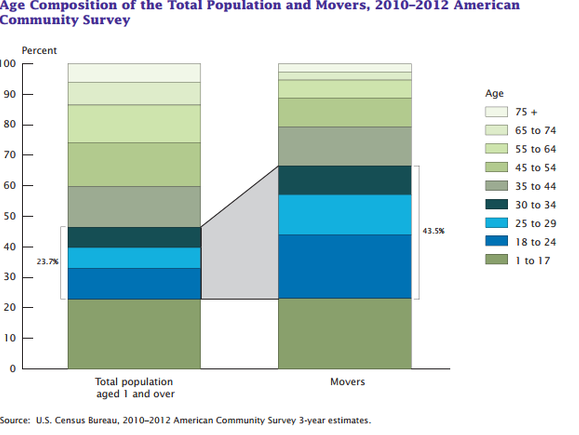 Age Composition of the Total Population and Movers, 2010–2012 American
Community Survey
Percent
100
90
80
70
60
50
40
30
20
10
0
23.7%
43.5%
Total population
aged 1 and over
Movers
Age
75 +
65 to 74
55 to 64
45 to 54
35 to 44
30 to 34
25 to 29
18 to 24
1 to 17
Source: U.S. Census Bureau, 2010–2012 American Community Survey 3-year estimates.